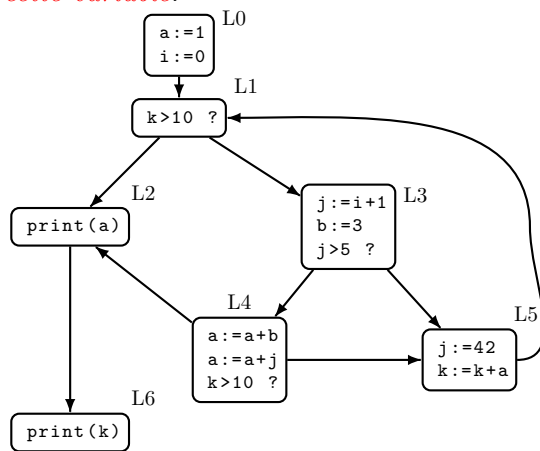 L0
a:=1
i:=0
L1
k>10 ?
L2
print(a)
L3
j:=i+1
b:=3
j>5 ?
L4
a:=a+b
a:=a+j
k>10 ?
L5
j:=42
k:=k+a
L6
print(k)